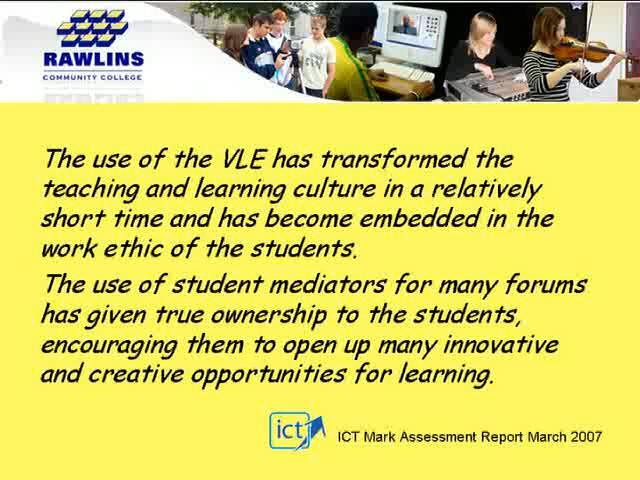 RAWLINS
COMMUNITY COLLEGE
The use of the VLE has transformed the
teaching and learning culture in a relatively
short time and has become embedded in the
work ethic of the students.
The use of student mediators for many forums
has given true ownership to the students,
encouraging them to open up many innovative
and creative opportunities for learning.
ict
ICT Mark Assessment Report March 2007